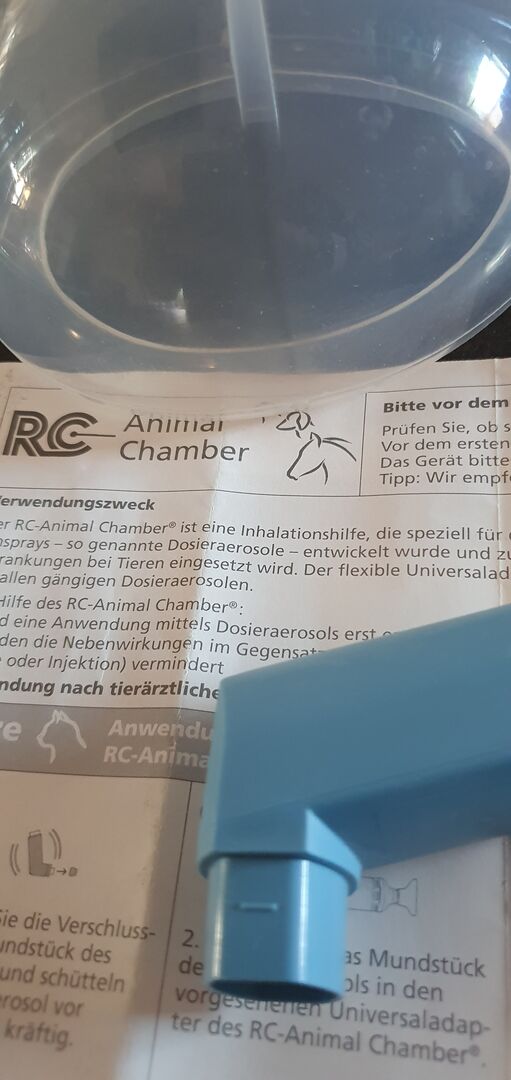 RC Animal
Chamber
Bitte vor dem
Prüfen Sie, ob s
Vor dem ersten
Das Gerät bitte
Tipp: Wir empf
erwendungszweck
er RC-Animal Chamber® ist eine Inhalationshilfe, die speziell für
nsprays – so genannte Dosieraerosole – entwickelt wurde und zu
rankungen bei Tieren eingesetzt wird. Der flexible Universalad
allen gängigen Dosieraerosolen.
Hilfe des RC-Animal Chamber®:
d eine Anwendung mittels Dosieraerosols erst
den die Nebenwirkungen im Gegensat
e oder Injektion) vermindert
ndung nach tierärztliche
ve
Anwendu
RC-Anima
Sie die Verschluss-
undstück des
und schütteln
erosol vor
kräftig.
2.
as Mundstück
de
ols in den
vorgesehenen Universaladap-
ter des RC-Animal Chamber®.